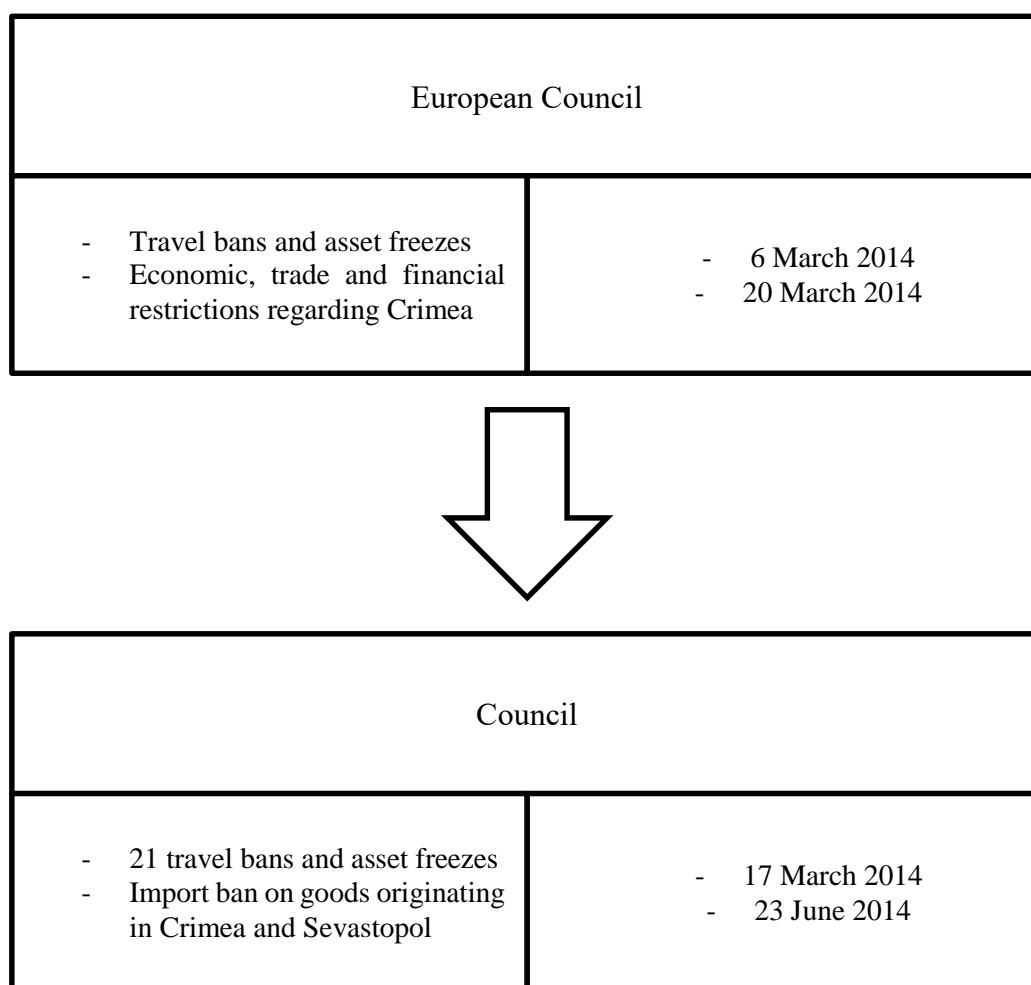 European Council
- Travel bans and asset freezes
- Economic, trade and financial
restrictions regarding Crimea
- 6 March 2014
- 20 March 2014
Council
- 21 travel bans and asset freezes
- Import ban on goods originating
in Crimea and Sevastopol
- 17 March 2014
- 23 June 2014